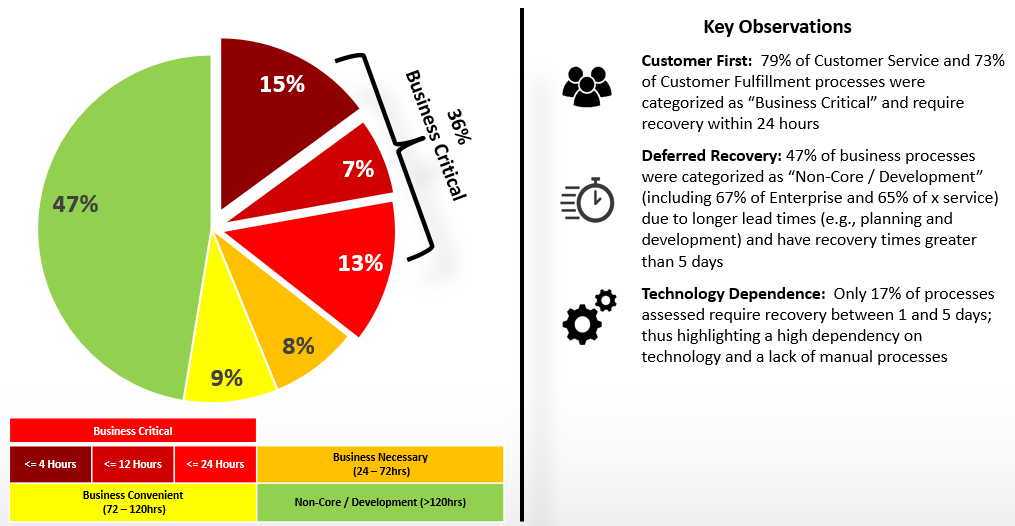 15%
7%
13%
8%
9%
47%
36%
Business Critical
Business Critical
<= 4 Hours
<= 12 Hours
<= 24 Hours
Business Necessary
(24 – 72hrs)
Business Convenient
(72 – 120hrs)
Non-Core / Development (>120hrs)
Key Observations
Customer First:  79% of Customer Service and 73%
of Customer Fulfillment processes were
categorized as “Business Critical” and require
recovery within 24 hours
Deferred Recovery: 47% of business processes
were categorized as “Non-Core / Development”
(including 67% of Enterprise and 65% of x service)
due to longer lead times (e.g., planning and
development) and have recovery times greater
than 5 days
Technology Dependence:  Only 17% of processes
assessed require recovery between 1 and 5 days;
thus highlighting a high dependency on
technology and a lack of manual processes